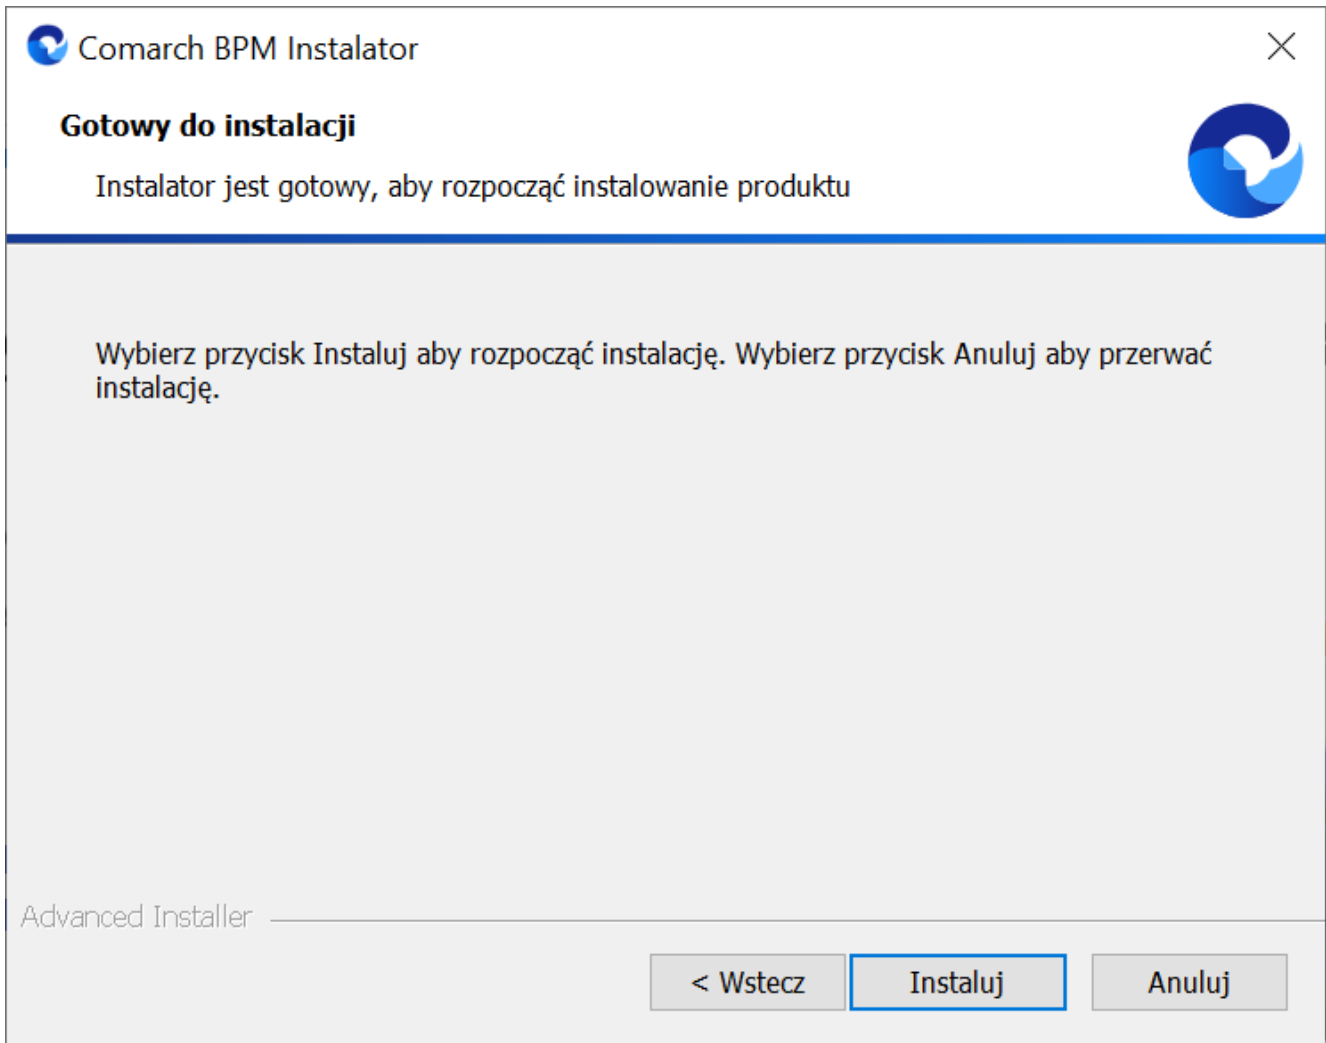 Comarch BPM Instalator
Gotowy do instalacji
Instalator jest gotowy, aby rozpocząć instalowanie produktu
Wybierz przycisk Instaluj aby rozpocząć instalację. Wybierz przycisk Anuluj aby przerwać
instalację.
Advanced Installer
< Wstecz
Instaluj
Anuluj